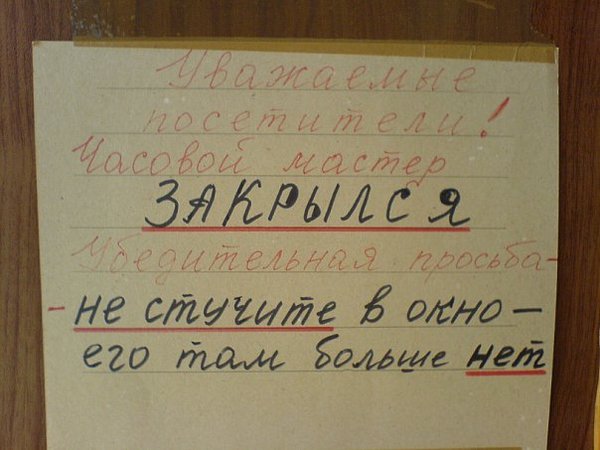 Уважаемые
посетители!
Часовой мастер
ЗАКРЫЛСЯ
Убедительная просьба-
-не стучите в окно—
его там больше нет